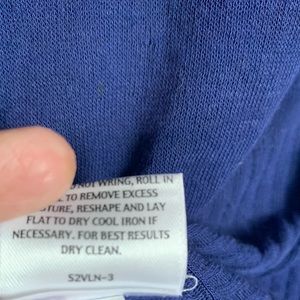 NOT WRING, ROLL IN
TO REMOVE EXCESS
RESHAPE AND LAY
FLAT TO DRY COOL IRON IF
NECESSARY. FOR BEST RESULTS
DRY CLEAN.
S2VLN-3